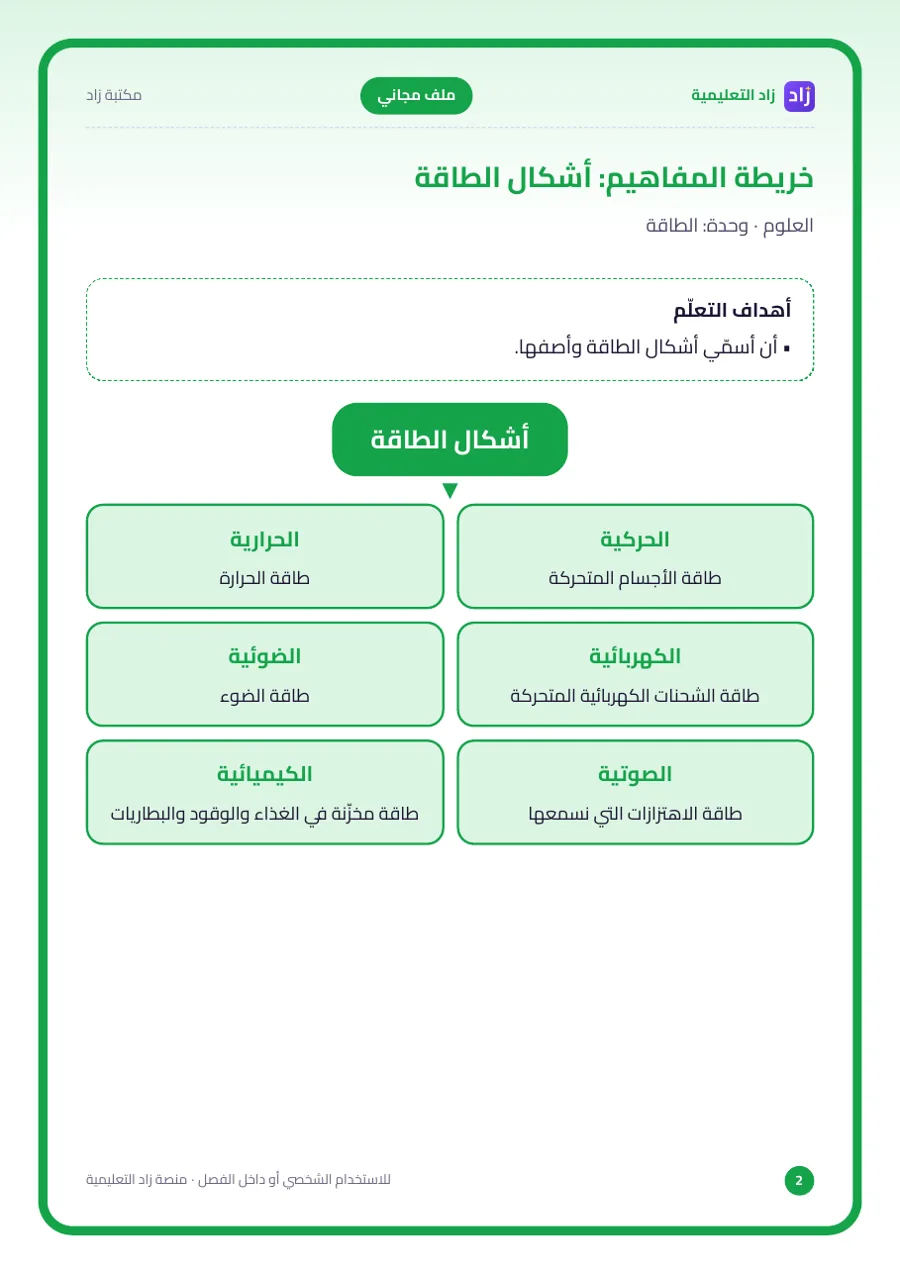 زاد
زاد التعليمية
ملف مجاني
مكتبة زاد
خريطة المفاهيم: أشكال الطاقة
العلوم · وحدة: الطاقة
أهداف التعلّم
▪ أن أسمّي أشكال الطاقة وأصفها.
أشكال الطاقة
▼
الحركية
طاقة الأجسام المتحركة
الحرارية
طاقة الحرارة
الكهربائية
طاقة الشحنات الكهربائية المتحركة
الضوئية
طاقة الضوء
الصوتية
طاقة الاهتزازات التي نسمعها
الكيميائية
طاقة مخزّنة في الغذاء والوقود والبطاريات
2
للاستخدام الشخصي أو داخل الفصل · منصة زاد التعليمية